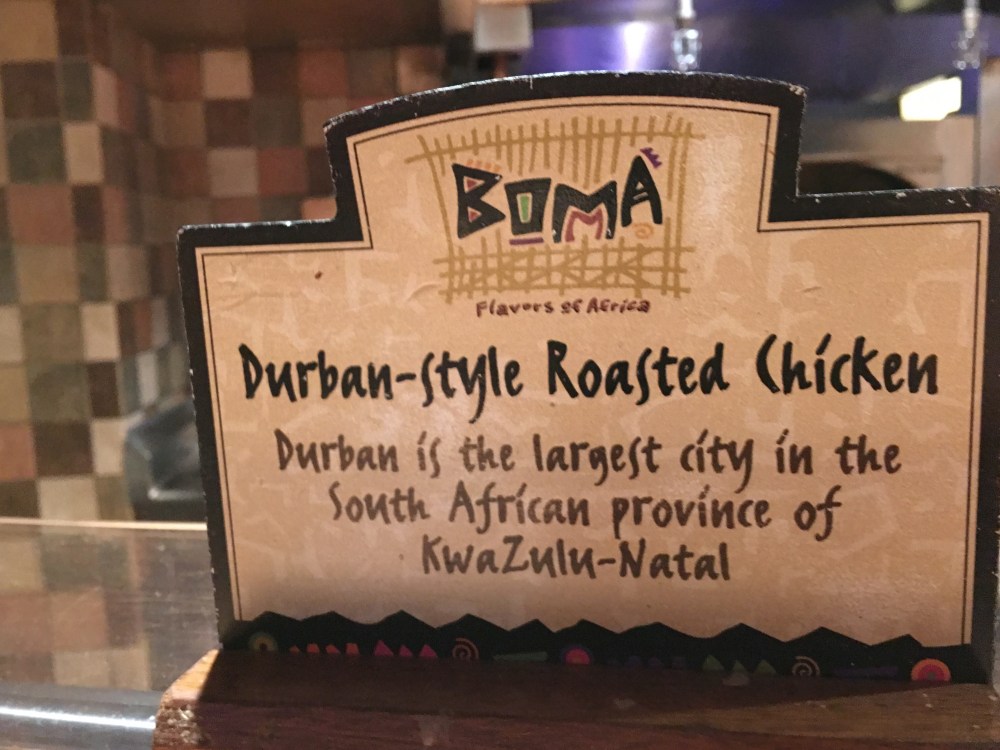 BOMA
Flavors of Africa
Durban-style Roasted Chicken
Durban is the largest city in the
South African province of
KwaZulu-Natal